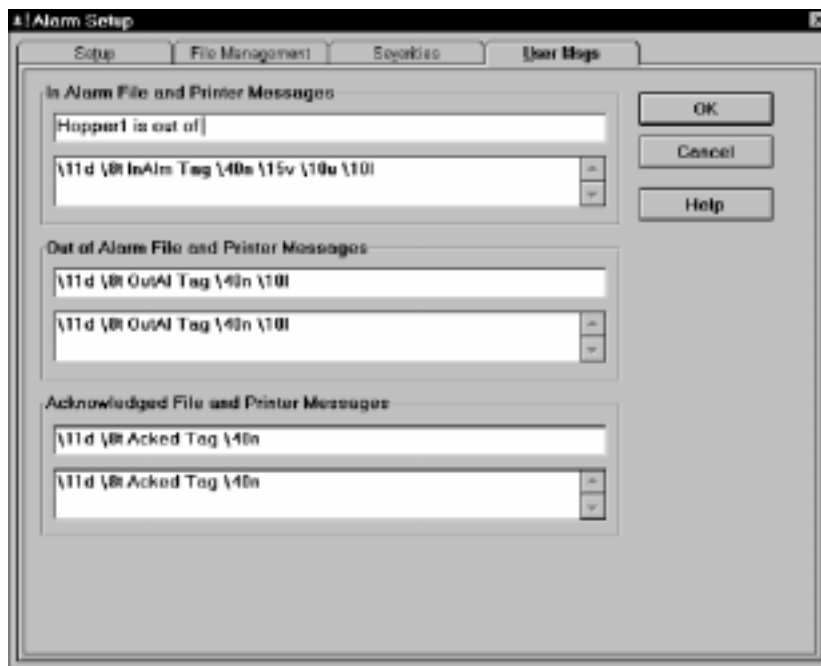 Alarm Setup
Setup File Management Severities User Msgs
In Alarm File and Printer Messages
Hopper1 is out of
\11d \8t InAlm Tag \40n \15v \10u \10l
Out of Alarm File and Printer Messages
\11d \8t OutAl Tag \40n \10l
\11d \8t OutAl Tag \40n \10l
Acknowledged File and Printer Messages
\11d \8t Acked Tag \40n
\11d \8t Acked Tag \40n
OK
Cancel
Help